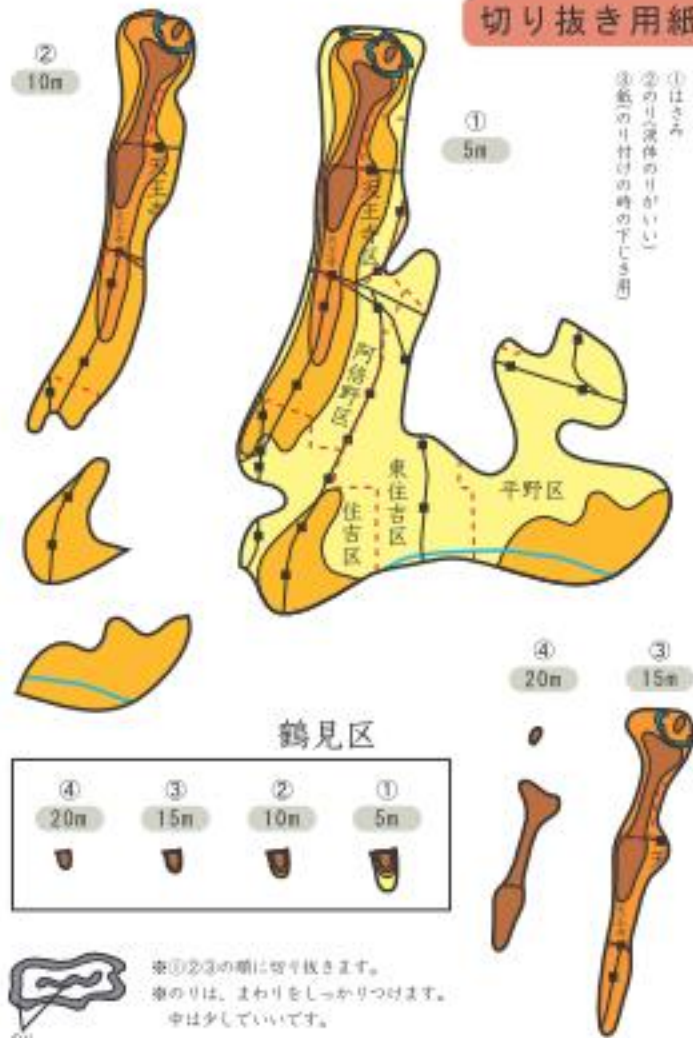 切り抜き用紙
②
10m
①
5m
①はさみ
②のり(液体のりがいい)
③紙(のり付けの時の下じき用)
天王寺
天王寺区
阿倍野区
東住吉区
住吉区
平野区
④
20m
③
15m
鶴見区
④
20m
③
15m
②
10m
①
5m
※①②③の順に切り抜きます。
※のりは、まわりをしっかりつけます。
中は少しでいいです。
のり